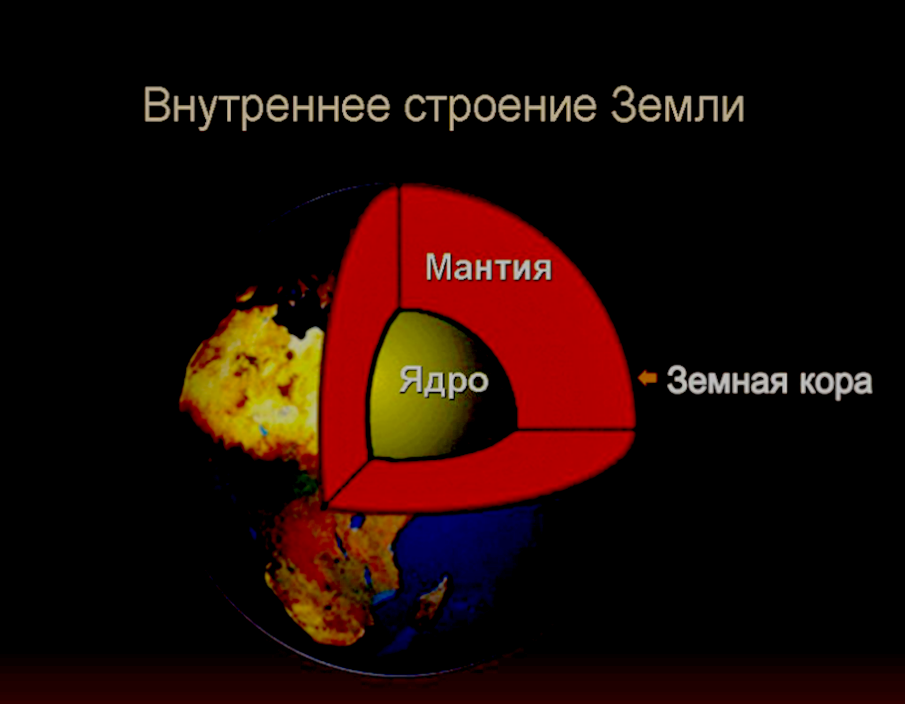 Внутреннее строение Земли
Мантия
Ядро
Земная кора